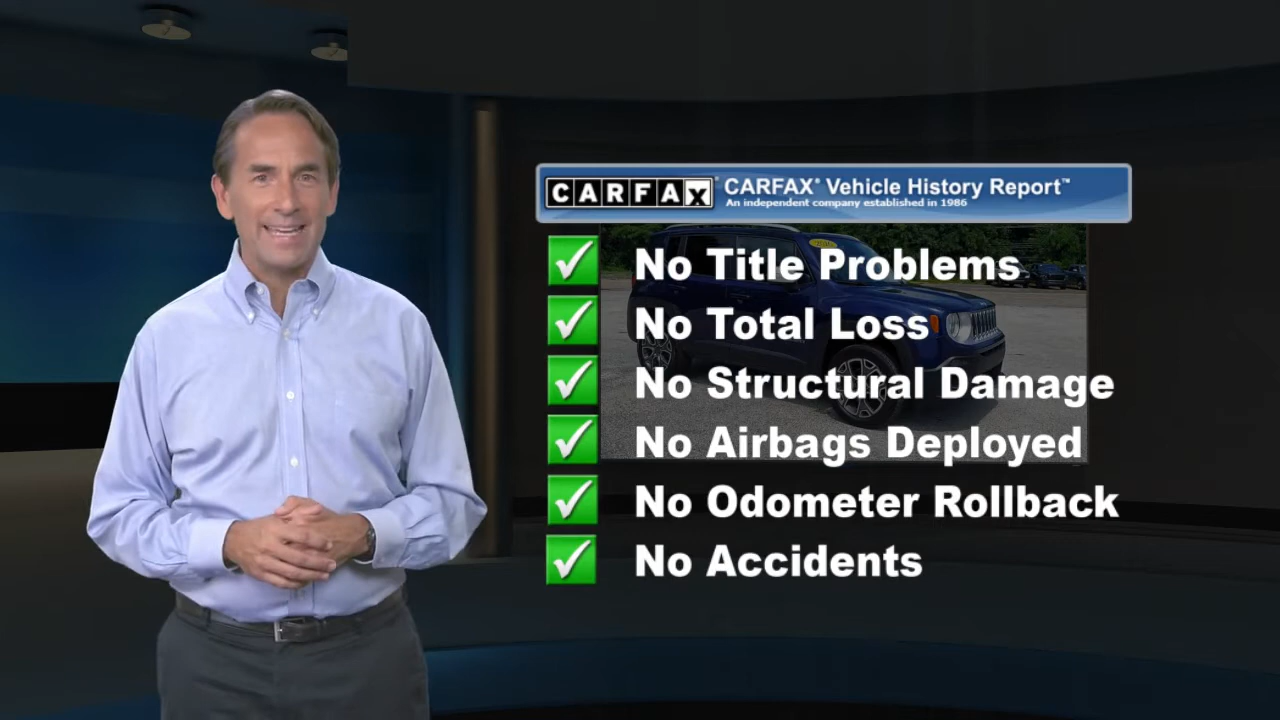 CARFAX® CARFAX® Vehicle History Report™
An independent company established in 1986
No Title Problems
No Total Loss
No Structural Damage
No Airbags Deployed
No Odometer Rollback
No Accidents